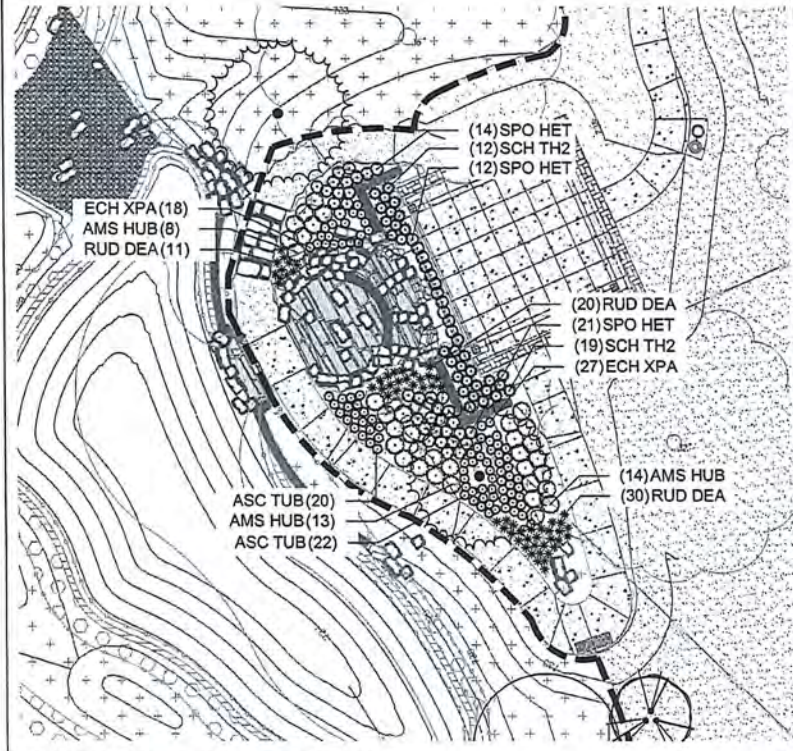 (14) SPO HET
(12) SCH TH2
(12) SPO HET
ECH XPA (18)
AMS HUB (8)
RUD DEA (11)
(20) RUD DEA
(21) SPO HET
(19) SCH TH2
(27) ECH XPA
(14) AMS HUB
(30) RUD DEA
ASC TUB (20)
AMS HUB (13)
ASC TUB (22)